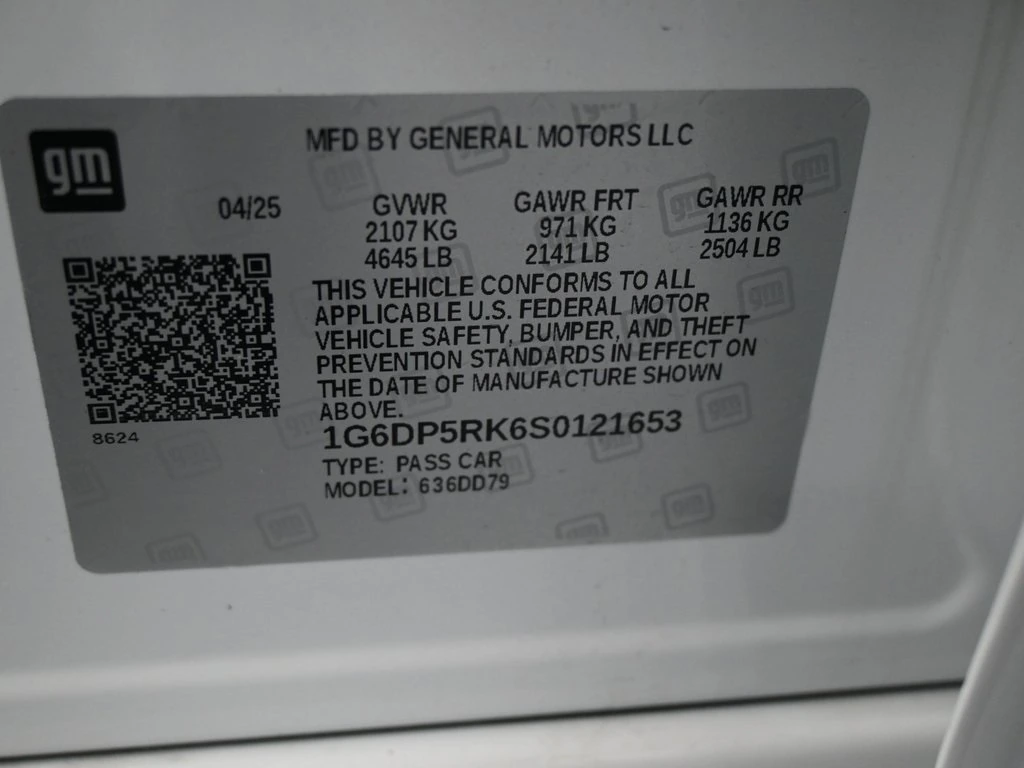 gm
MFD BY GENERAL MOTORS LLC
04/25 GVWR GAWR FRT GAWR RR
2107 KG 971 KG 1136 KG
4645 LB 2141 LB 2504 LB
THIS VEHICLE CONFORMS TO ALL
APPLICABLE U.S. FEDERAL MOTOR
VEHICLE SAFETY, BUMPER, AND THEFT
PREVENTION STANDARDS IN EFFECT ON
THE DATE OF MANUFACTURE SHOWN
ABOVE.
8624
1G6DP5RK6S0121653
TYPE: PASS CAR
MODEL: 636DD79